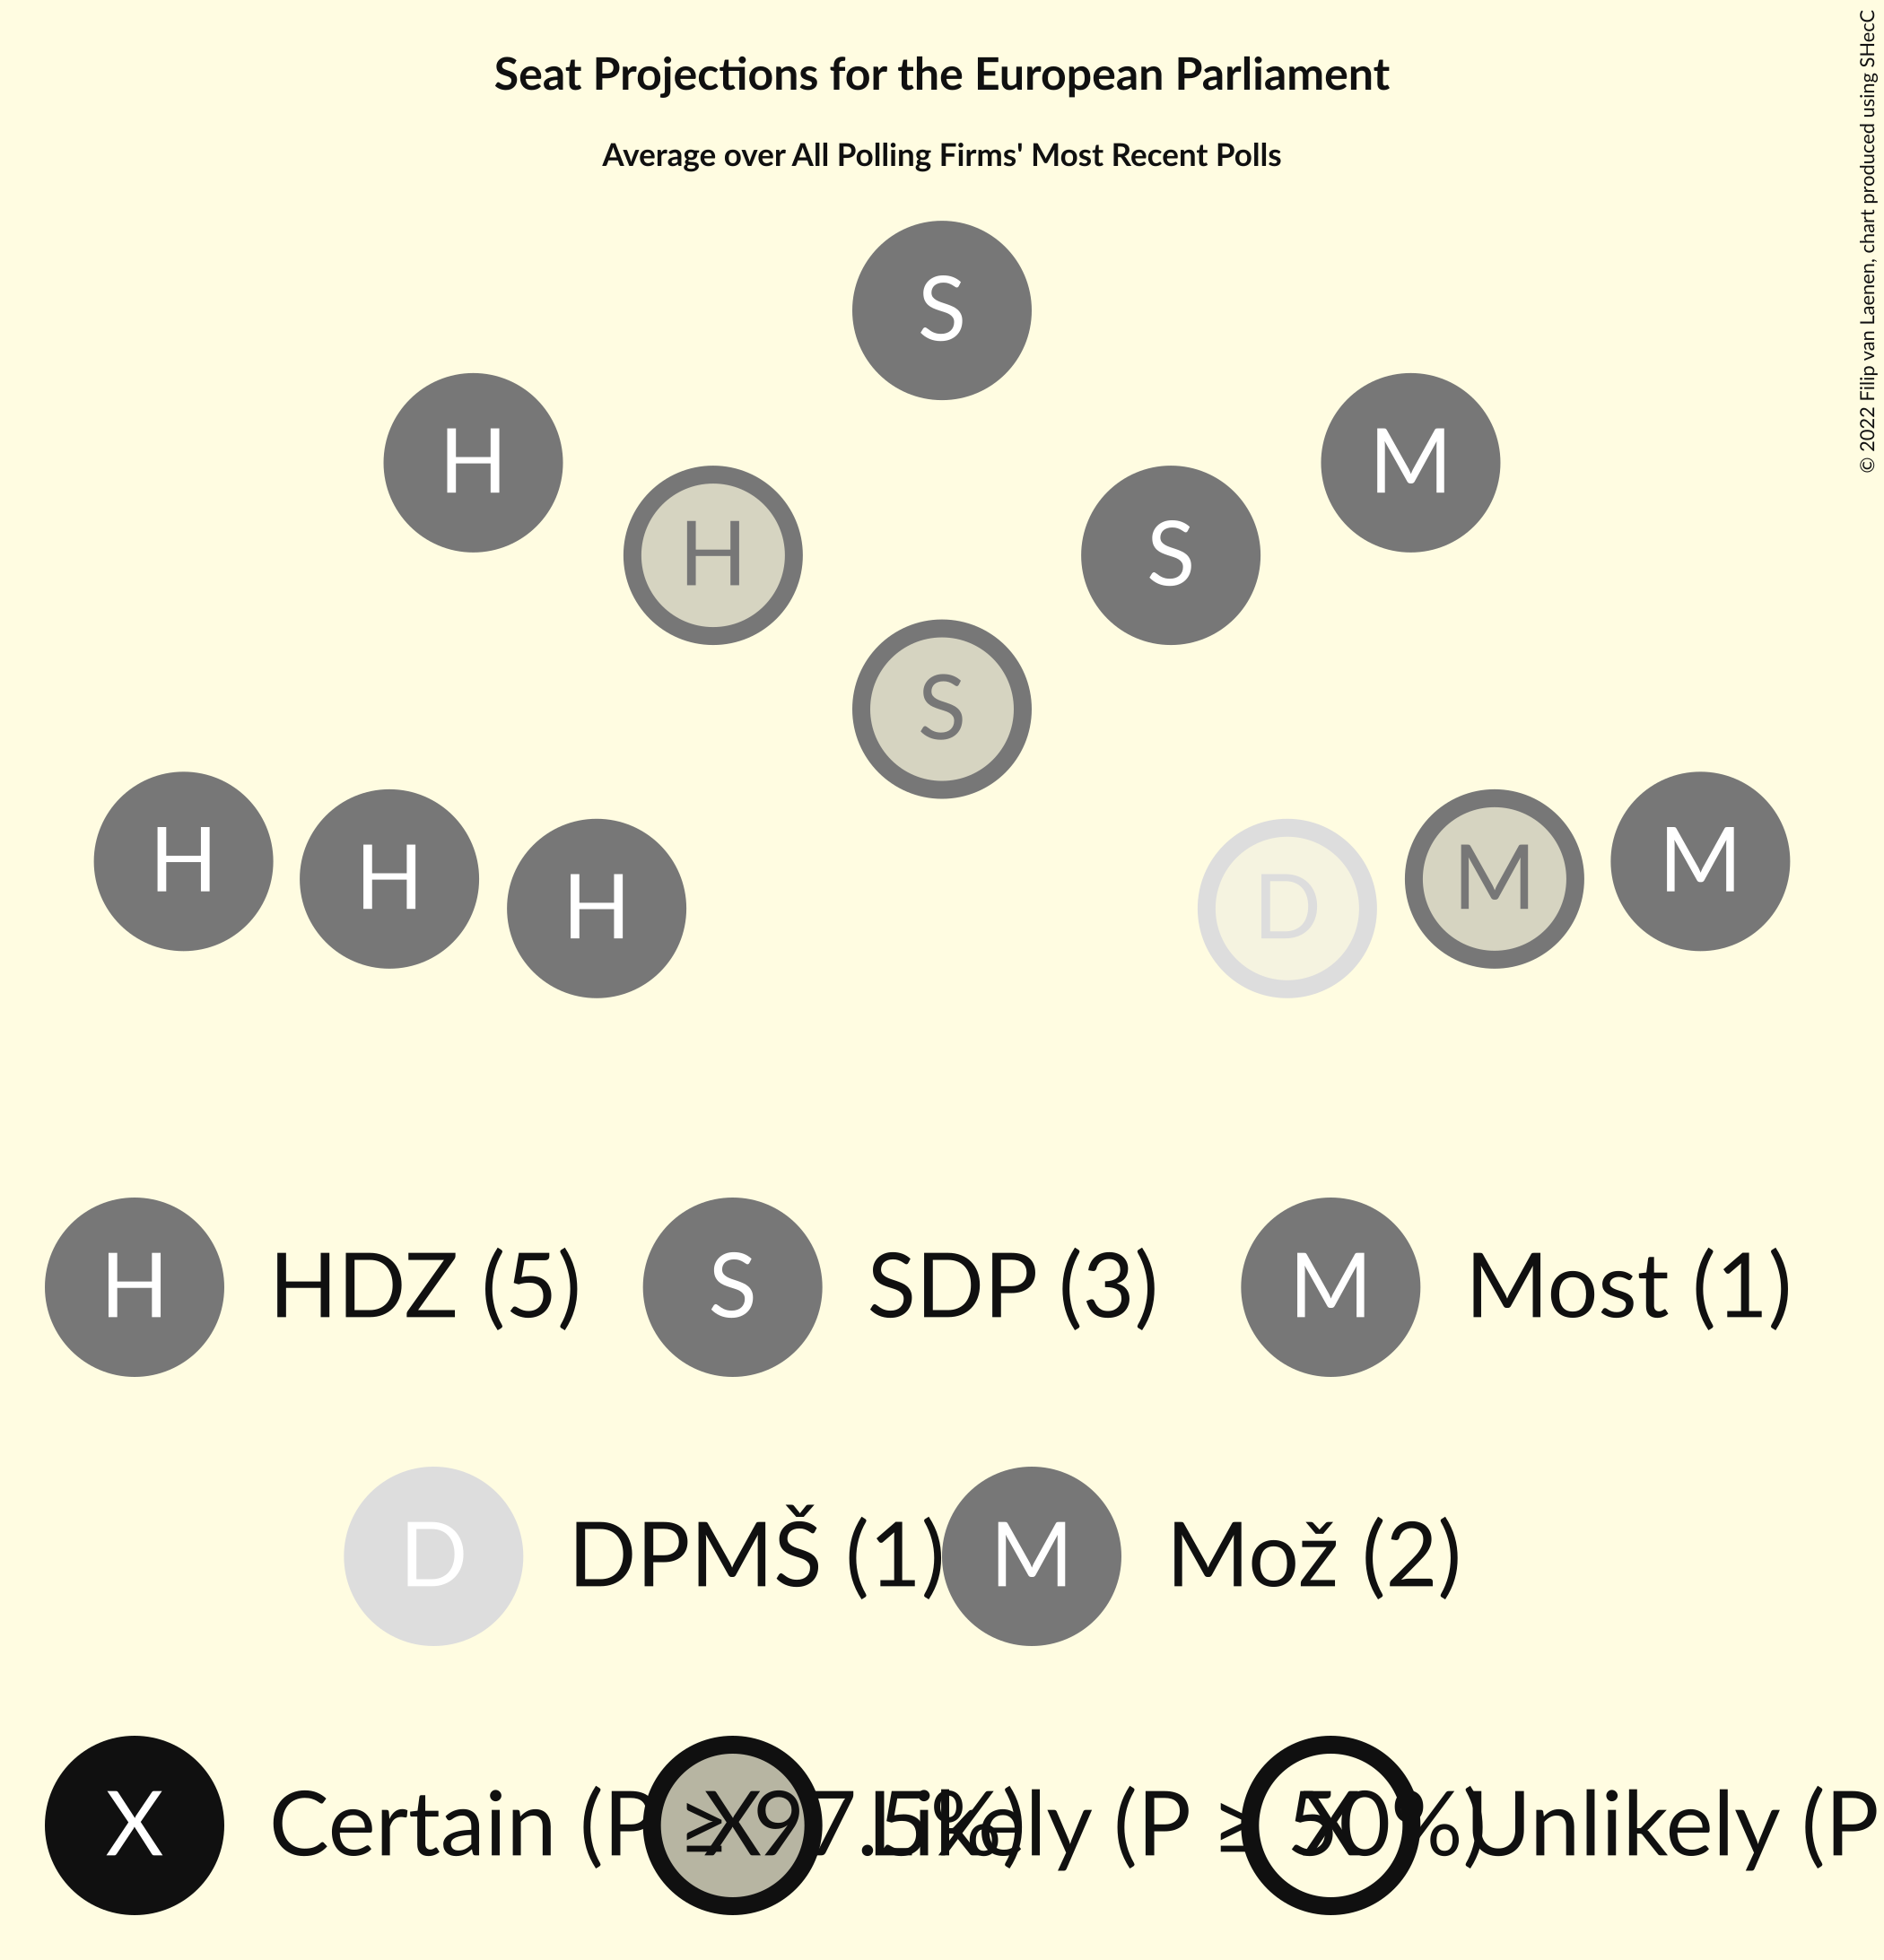 Seat Projections for the European Parliament
Average over All Polling Firms' Most Recent Polls
© 2022 Filip van Laenen, chart produced using SHecC
S
H
M
H
S
S
H
H
H
D
M
M
H HDZ (5)
S SDP (3)
M Most (1)
D DPMŠ (1)
M Mož (2)
X Certain (P ≥ 97.5%)
X Likely (P ≥ 50%)
X Unlikely (P